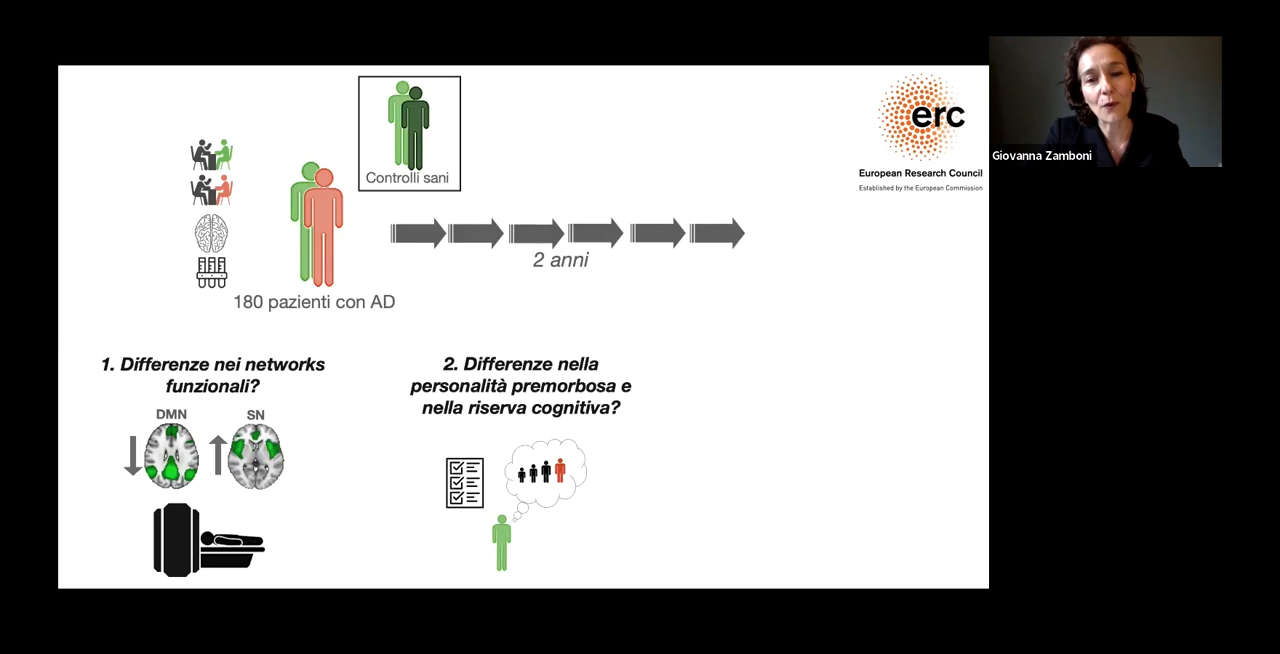 Controlli sani
erc
European Research Council
Established by the European Commission
Giovanna Zamboni
2 anni
180 pazienti con AD
1. Differenze nei networks
funzionali?
DMN
SN
2. Differenze nella
personalità premorbosa e
nella riserva cognitiva?